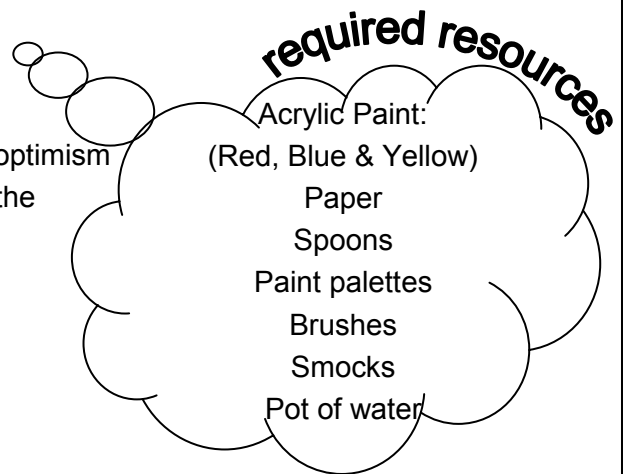 required resources
Acrylic Paint:
optimism
(Red, Blue & Yellow)
the
Paper
Spoons
Paint palettes
Brushes
Smocks
Pot of water